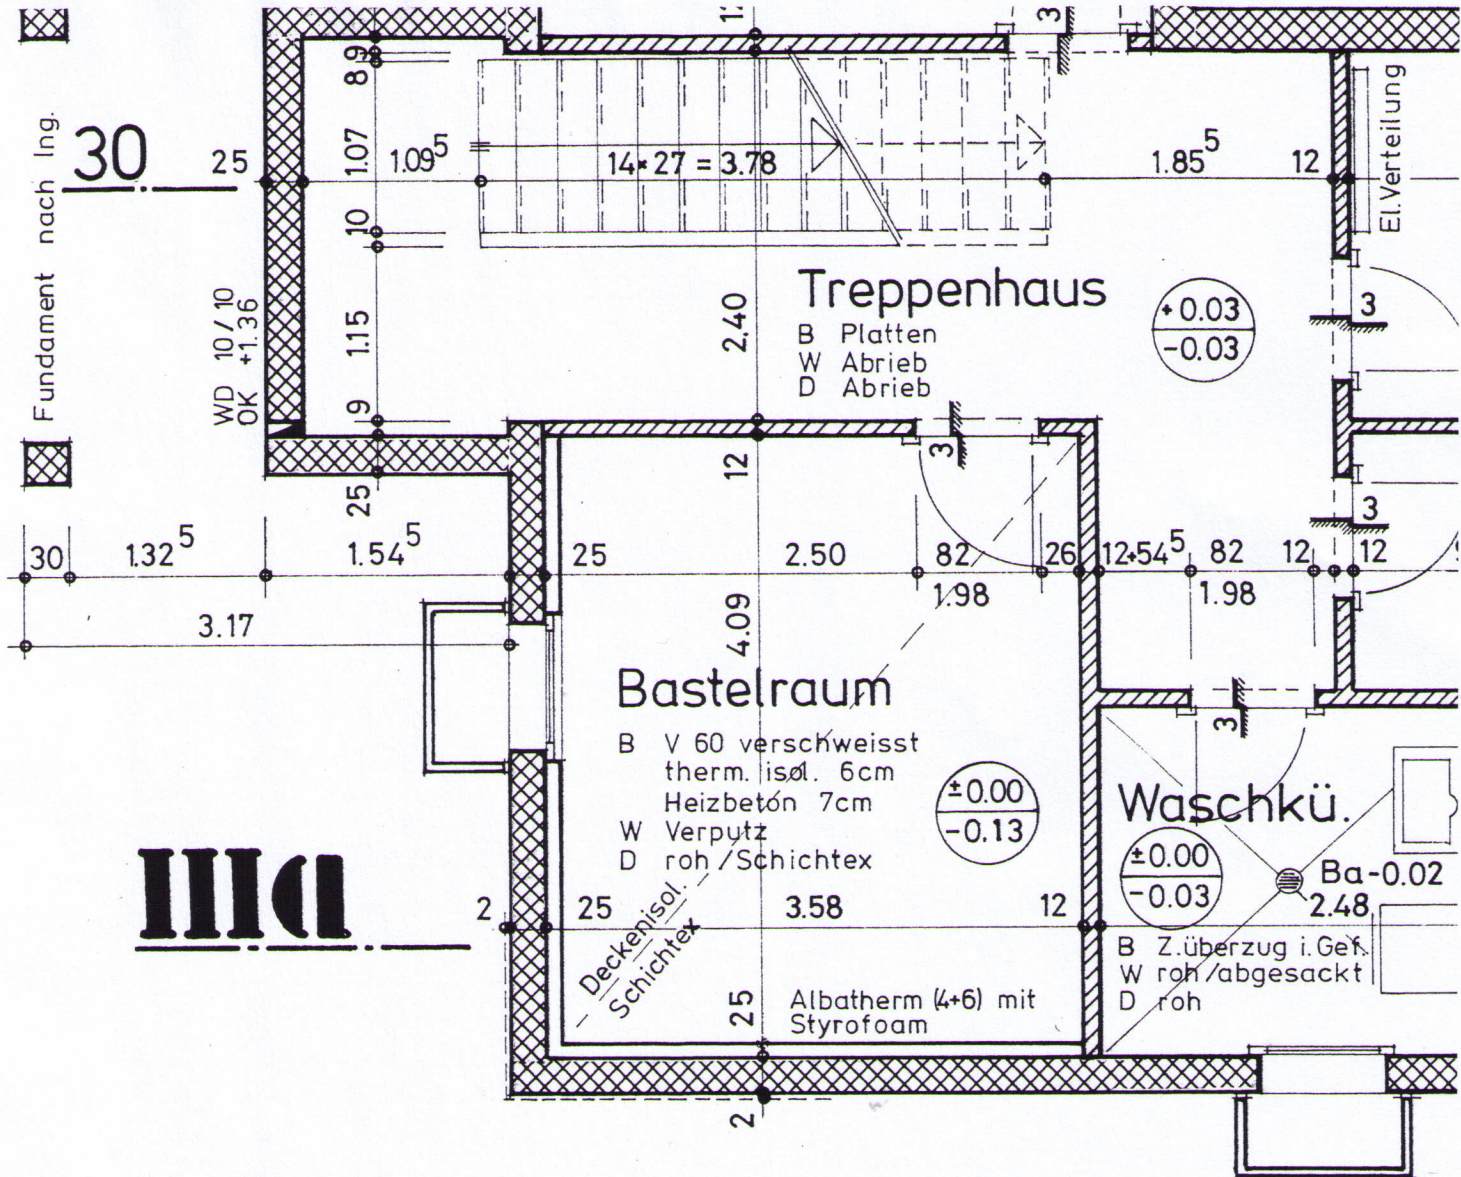 12
3
3
89
Fundament nach Ing.
30
25
1.07
1.09⁵
14×27 = 3.78
1.85⁵
12
El. Verteilung
10
WD 10/10
OK +1.36
1.15
2.40
Treppenhaus
B Platten
W Abrieb
D Abrieb
+0.03
-0.03
3
9
12
3
25
3
30
1.32⁵
1.54⁵
25
2.50
82
1.98
26
12+54⁵
82
1.98
12
12
3.17
4.09
Bastelraum
B V 60 verschweisst
therm. isol. 6cm
Heizbeton 7cm
W Verputz
D roh/Schichtex
±0.00
-0.13
3
Waschkü.
±0.00
-0.03
Ba-0.02
2.48
IIIa
2
25
3.58
12
Deckenisol.
Schichtex
B Z.überzug i.Gef.
W roh/abgesackt
D roh
25
Albatherm (4+6) mit
Styrofoam
2